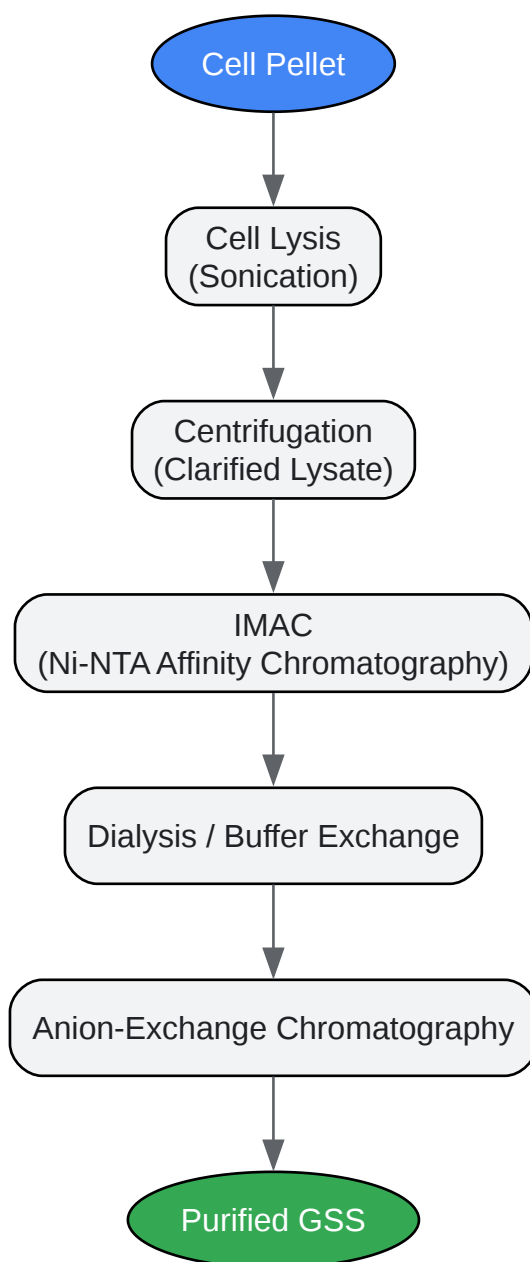 Cell Pellet
Cell Lysis
(Sonication)
Centrifugation
(Clarified Lysate)
IMAC
(Ni-NTA Affinity Chromatography)
Dialysis / Buffer Exchange
Anion-Exchange Chromatography
Purified GSS